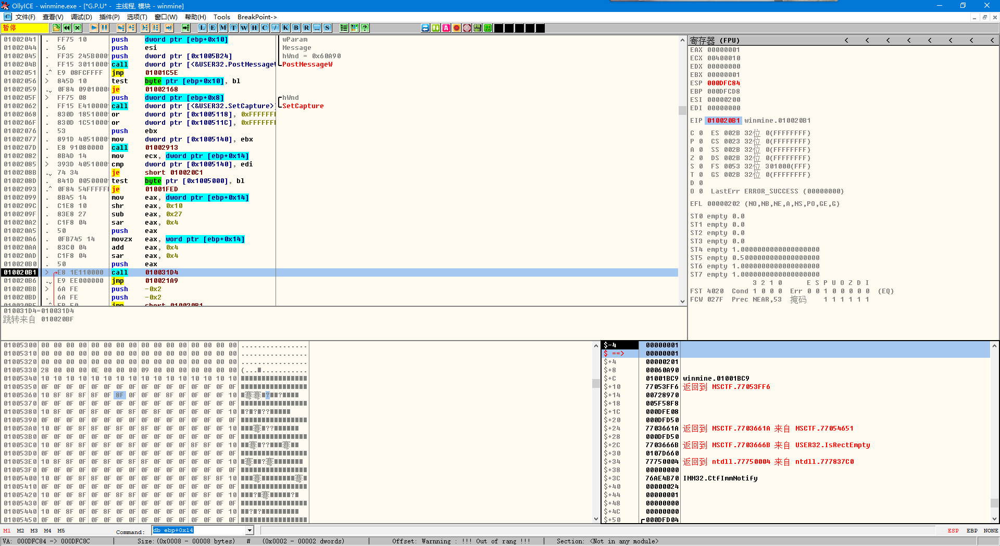 OllyICE - winmine.exe - [*G.P.U* - 主线程, 模块 - winmine]
文件(F) 查看(V) 调试(D) 插件(P) 选项(T) 窗口(W) 帮助(H) Tools BreakPoint->
暂停 L E M T W H C / K B R ... S ?
01002041 . FF75 10 push dword ptr [ebp+0x10] wParam
01002044 . 56 push esi Message
01002045 . FF35 245B000 push dword ptr [0x1005B24] hWnd = 0x60A90
0100204B . FF15 3011000 call dword ptr [<&USER32.PostMessageW PostMessageW
01002051 .^ E9 08FCFFFF jmp 01001C5E
01002056 > 845D 10 test byte ptr [ebp+0x10], bl
01002059 .v 0F84 0901000 je 01002168
0100205F > FF75 08 push dword ptr [ebp+0x8] hWnd
01002062 . FF15 E410000 call dword ptr [<&USER32.SetCapture>] SetCapture
01002068 . 830D 1851000 or dword ptr [0x1005118], 0xFFFFFFF
0100206F . 830D 1C51000 or dword ptr [0x100511C], 0xFFFFFFF
01002076 . 53 push ebx
01002077 . 891D 4051000 mov dword ptr [0x1005140], ebx
0100207D . E8 91080000 call 01002913
01002082 . 8B4D 14 mov ecx, dword ptr [ebp+0x14]
01002085 > 393D 4051000 cmp dword ptr [0x1005140], edi
0100208B .v 74 34 je short 010020C1
0100208D . 841D 0050000 test byte ptr [0x1005000], bl
01002093 .^ 0F84 54FFFFF je 01001FED
01002099 . 8B45 14 mov eax, dword ptr [ebp+0x14]
0100209C . C1E8 10 shr eax, 0x10
0100209F . 83E8 27 sub eax, 0x27
010020A2 . C1F8 04 sar eax, 0x4
010020A5 . 50 push eax
010020A6 . 0FB745 14 movzx eax, word ptr [ebp+0x14]
010020AA . 83C0 04 add eax, 0x4
010020AD . C1F8 04 sar eax, 0x4
010020B0 . 50 push eax
010020B1 > E8 1E110000 call 010031D4
010020B6 .v E9 EE000000 jmp 010021A9
010020BB > 6A FE push -0x2
010020BD . 6A FE push -0x2
010020BF .^ EB F0 jmp short 010020B1
010031D4=010031D4
跳转来自 010020BF
寄存器 (FPU) < < < < < < < <
EAX 00000001
ECX 00400010
EDX 00000000
EBX 00000001
ESP 000DFC84
EBP 000DFCD8
ESI 00000200
EDI 00000000
EIP 010020B1 winmine.010020B1
C 0 ES 002B 32位 0(FFFFFFFF)
P 0 CS 0023 32位 0(FFFFFFFF)
A 0 SS 002B 32位 0(FFFFFFFF)
Z 0 DS 002B 32位 0(FFFFFFFF)
S 0 FS 0053 32位 301000(FFF)
T 0 GS 002B 32位 0(FFFFFFFF)
D 0
O 0 LastErr ERROR_SUCCESS (00000000)
EFL 00000202 (NO,NB,NE,A,NS,PO,GE,G)
ST0 empty 0.0
ST1 empty 0.0
ST2 empty 0.0
ST3 empty 0.0
ST4 empty 1.0000000000000000000
ST5 empty 0.5000000000000000000
ST6 empty 1.0000000000000000000
ST7 empty 1.0000000000000000000
3 2 1 0 E S P U O Z D I
FST 4020 Cond 1 0 0 0 Err 0 0 1 0 0 0 0 0 (EQ)
FCW 027F Prec NEAR,53 掩码 1 1 1 1 1 1
01005300 00 00 00 00 00 00 00 00 00 00 00 00 00 00 00 00 ................
01005310 00 00 00 00 00 00 00 00 00 00 00 00 00 00 00 00 ................
01005320 00 00 00 00 00 00 00 00 00 00 00 00 00 00 00 00 ................
01005330 28 00 00 00 0E 00 00 00 09 00 00 00 00 00 00 00 (...■...........
01005340 10 10 10 10 10 10 10 10 10 10 10 10 10 10 10 10
01005350 0F 0F 0F 0F 0F 0F 0F 0F 0F 0F 0F 0F 0F 0F 0F 0F
01005360 10 8F 8F 8F 8F 0F 8F 0F 0F 0F 8F 0F 0F 0F 0F 10
01005370 0F 0F 0F 0F 0F 0F 0F 0F 0F 0F 0F 0F 0F 0F 0F 0F
01005380 10 8F 0F 8F 0F 0F 0F 8F 0F 8F 0F 0F 0F 0F 0F 10
01005390 0F 0F 0F 0F 0F 0F 0F 0F 0F 0F 0F 0F 0F 0F 0F 0F
010053A0 10 0F 0F 8F 8F 0F 8F 0F 8F 0F 0F 0F 0F 0F 0F 10
010053B0 0F 0F 0F 0F 0F 0F 0F 0F 0F 0F 0F 0F 0F 0F 0F 0F
010053C0 10 0F 8F 8F 0F 8F 0F 8F 0F 0F 0F 0F 8F 8F 0F 10
010053D0 0F 0F 0F 0F 0F 0F 0F 0F 0F 0F 0F 0F 0F 0F 0F 0F
010053E0 10 8F 8F 0F 0F 8F 0F 8F 8F 0F 0F 0F 0F 0F 0F 10
010053F0 0F 0F 0F 0F 0F 0F 0F 0F 0F 0F 0F 0F 0F 0F 0F 0F
01005400 10 0F 0F 8F 8F 0F 0F 0F 0F 0F 0F 0F 0F 8F 8F 10
01005410 0F 0F 0F 0F 0F 0F 0F 0F 0F 0F 0F 0F 0F 0F 0F 0F
01005420 10 0F 0F 8F 0F 8F 8F 8F 0F 0F 0F 0F 0F 8F 0F 10
01005430 0F 0F 0F 0F 0F 0F 0F 0F 0F 0F 0F 0F 0F 0F 0F 0F
01005440 10 0F 8F 0F 0F 8F 0F 0F 0F 0F 0F 0F 0F 0F 0F 10
01005450 0F 0F 0F 0F 0F 0F 0F 0F 0F 0F 0F 0F 0F 0F 0F 0F
$-4 00000001
$ ==> 00000001
$+4 00000201
$+8 00060A90
$+C 01001BC9 winmine.01001BC9
$+10 77053FF6 返回到 MSCTF.77053FF6
$+14 00728970
$+18 005F58F8
$+1C 000DFE08
$+20 000DFD50
$+24 7703661A 返回到 MSCTF.7703661A 来自 MSCTF.77054651
$+28 000DFD50
$+2C 7703666B 返回到 MSCTF.7703666B 来自 USER32.IsRectEmpty
$+30 0107D660
$+34 77750004 返回到 ntdll.77750004 来自 ntdll.777837C0
$+38 00000000
$+3C 76AE4B70 IMM32.CtfImmNotify
$+40 00000024
$+44 00000001
$+48 00000000
$+4C 00000000
$+50 000DFD04
M1 M2 M3 M4 M5 Command: db ebp+0x14 ESP EBP NONE
VA: 000DFC84 -> 000DFC8C Size:(0x0008 - 00008 bytes) # (0x0002 - 00002 dwords) Offset: Warnning : !!! Out of rang !!! Section: <Not in any module>